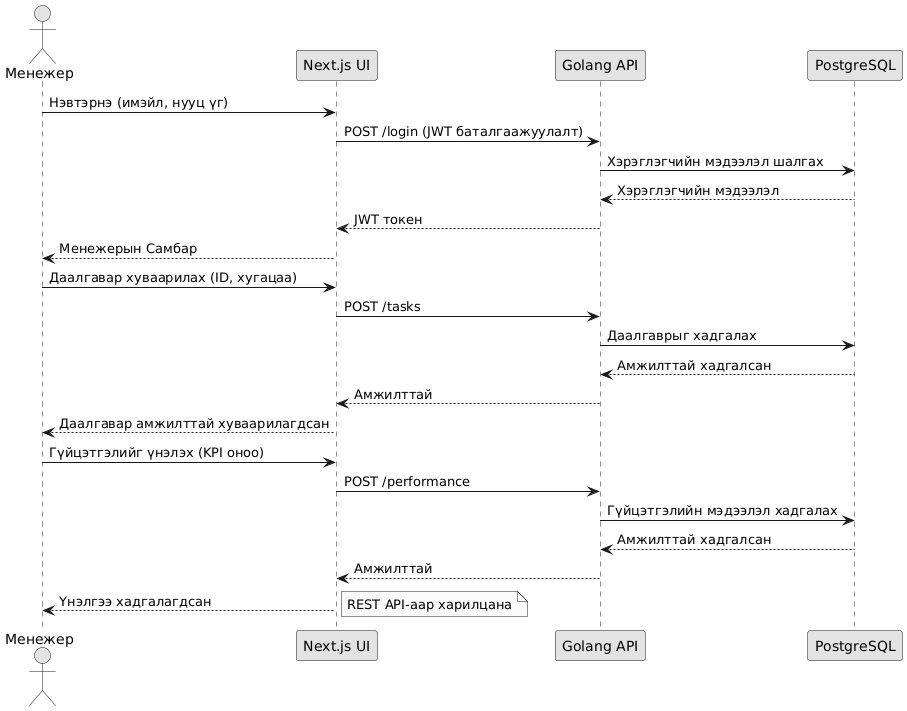 Менежер
Next.js UI
Golang API
PostgreSQL
Нэвтэрнэ (имэйл, нууц үг)
POST /login (JWT баталгаажуулалт)
Хэрэглэгчийн мэдээлэл шалгах
Хэрэглэгчийн мэдээлэл
JWT токен
Менежерын Самбар
Даалгавар хуваарилах (ID, хугацаа)
POST /tasks
Даалгаврыг хадгалах
Амжилттай хадгалсан
Амжилттай
Даалгавар амжилттай хуваарилагдсан
Гүйцэтгэлийг үнэлэх (KPI оноо)
POST /performance
Гүйцэтгэлийн мэдээлэл хадгалах
Амжилттай хадгалсан
Амжилттай
Үнэлгээ хадгалагдсан
REST API-аар харилцана
Менежер
Next.js UI
Golang API
PostgreSQL